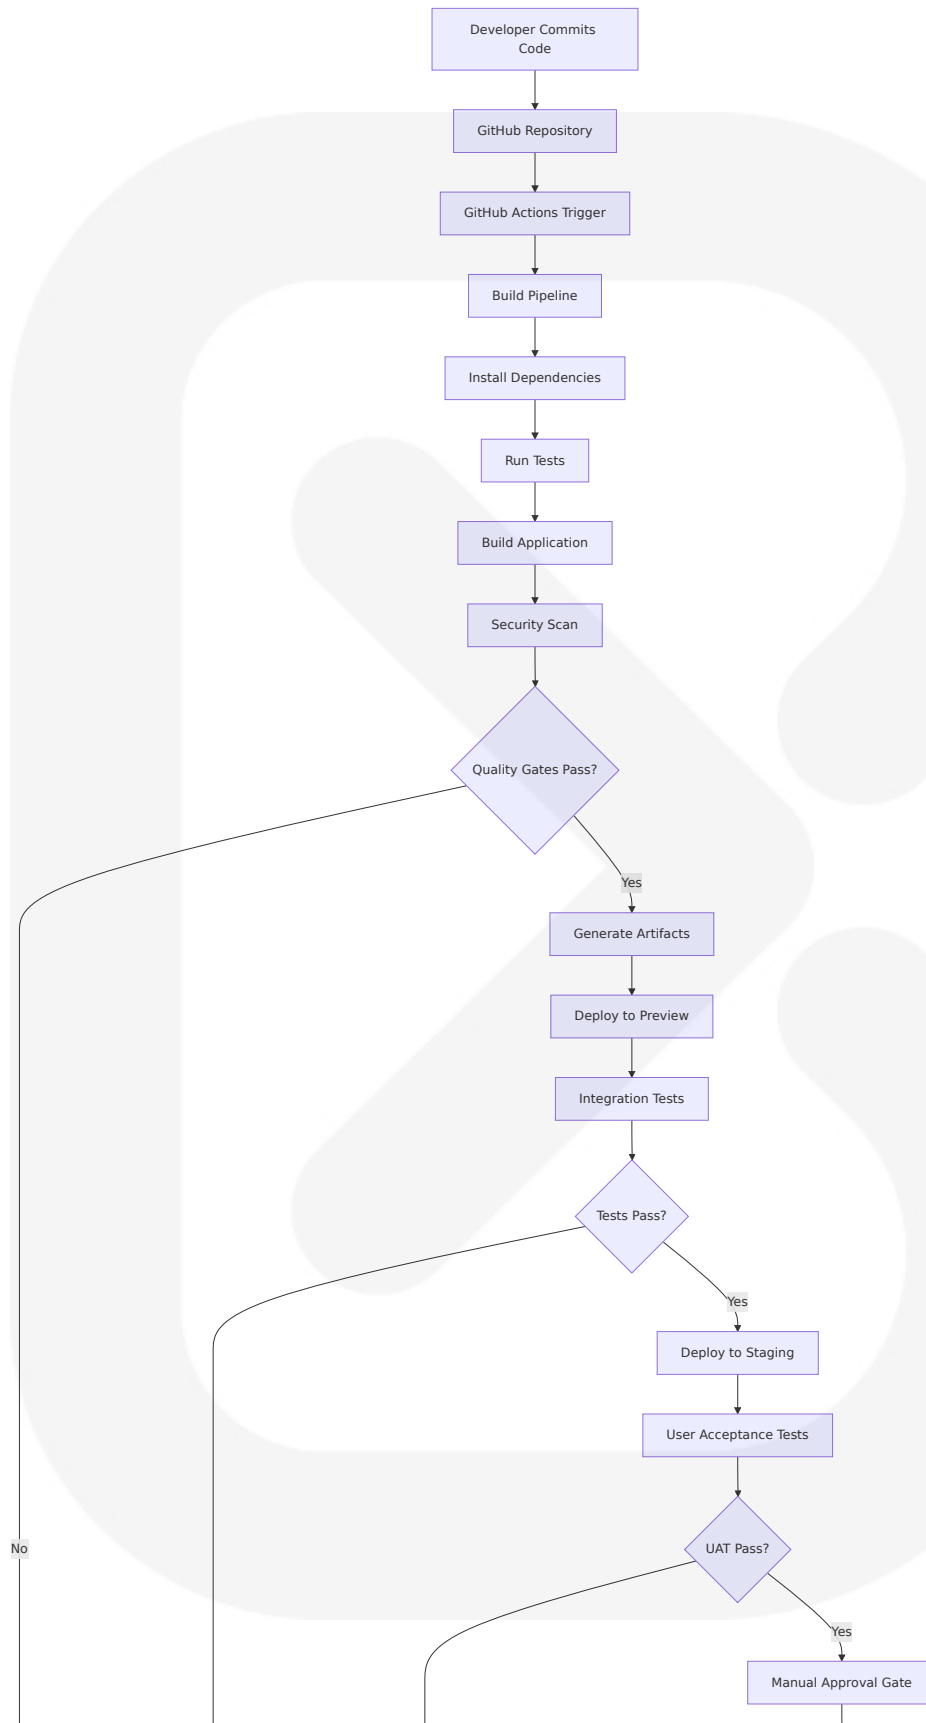 Developer Commits
Code
GitHub Repository
GitHub Actions Trigger
Build Pipeline
Install Dependencies
Run Tests
Build Application
Security Scan
Quality Gates Pass?
Yes
Generate Artifacts
Deploy to Preview
Integration Tests
Tests Pass?
Yes
Deploy to Staging
User Acceptance Tests
No
UAT Pass?
Yes
Manual Approval Gate